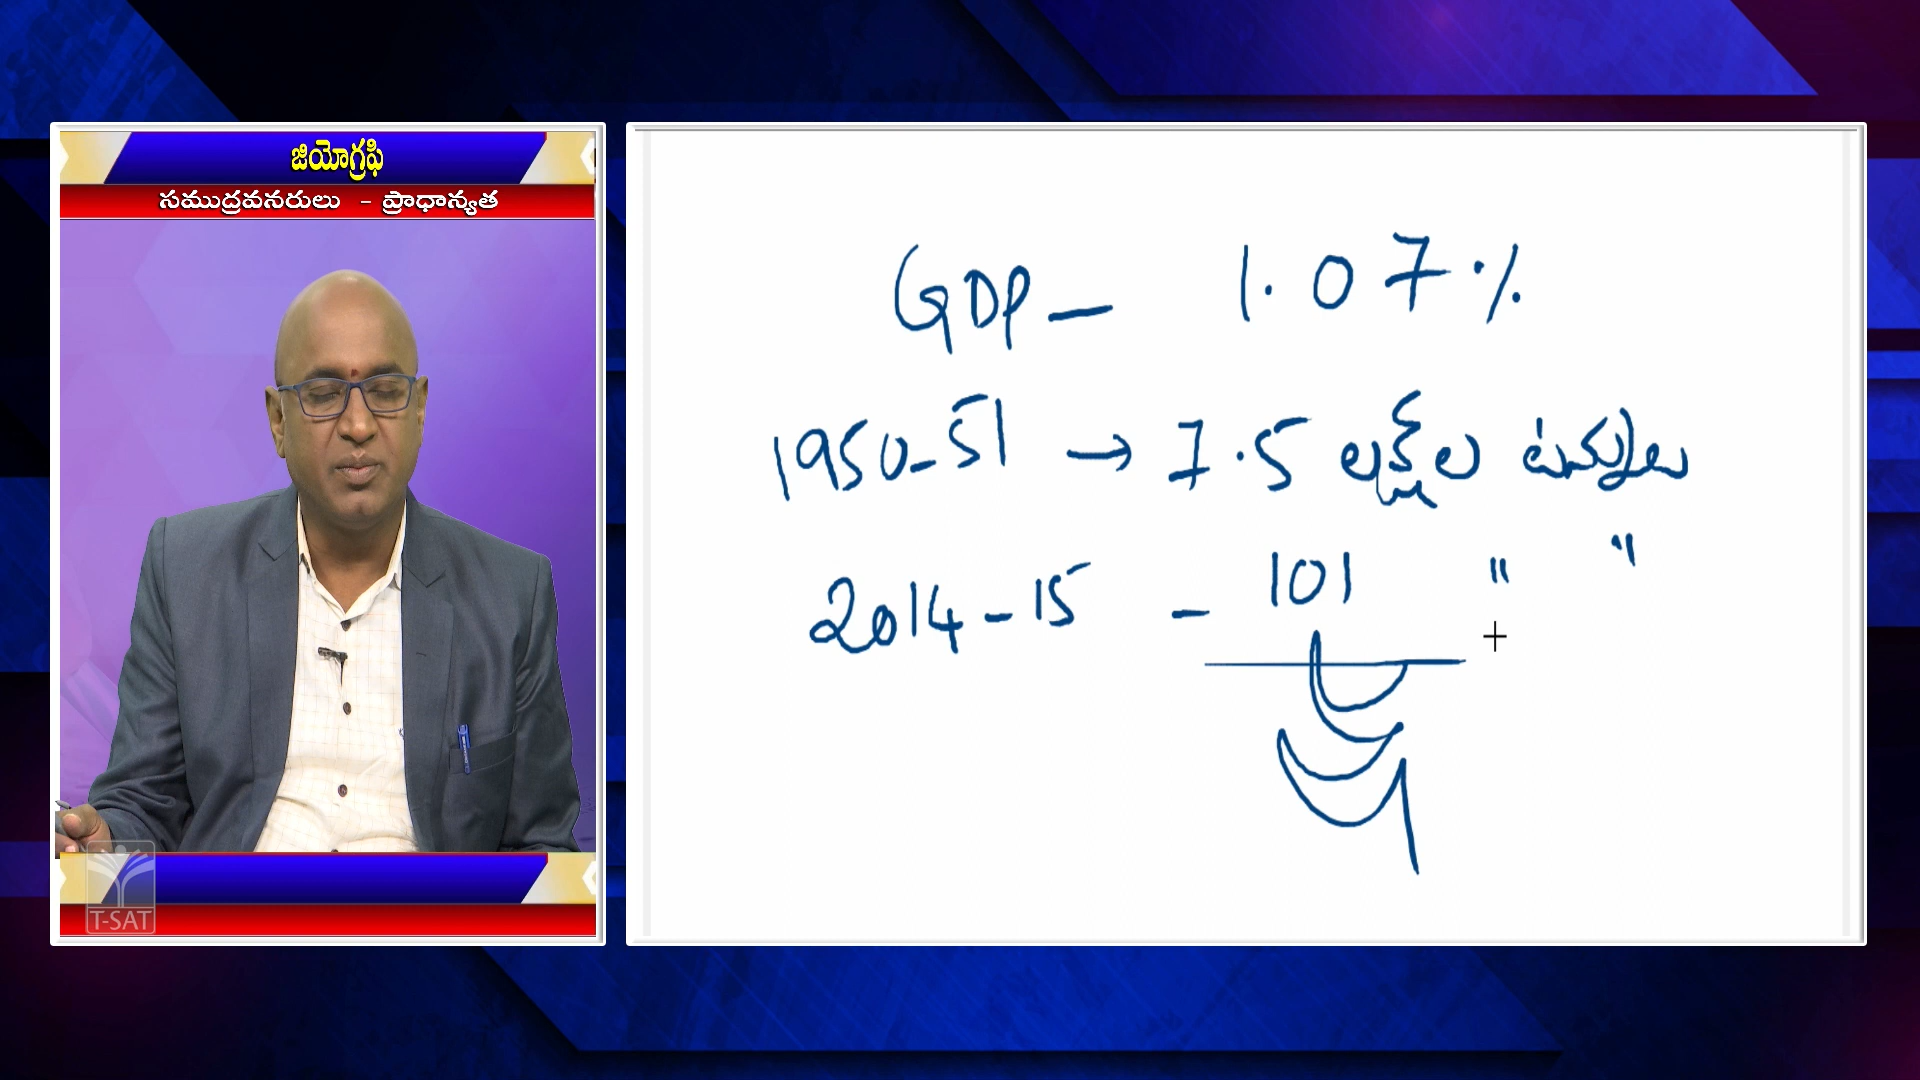 జియోగ్రఫి
సముద్రవనరులు - ప్రాధాన్యత
T-SAT
GDP - 1.07%
1950-51 → 7.5 లక్షల టన్నులు
2014-15 - 101 " "